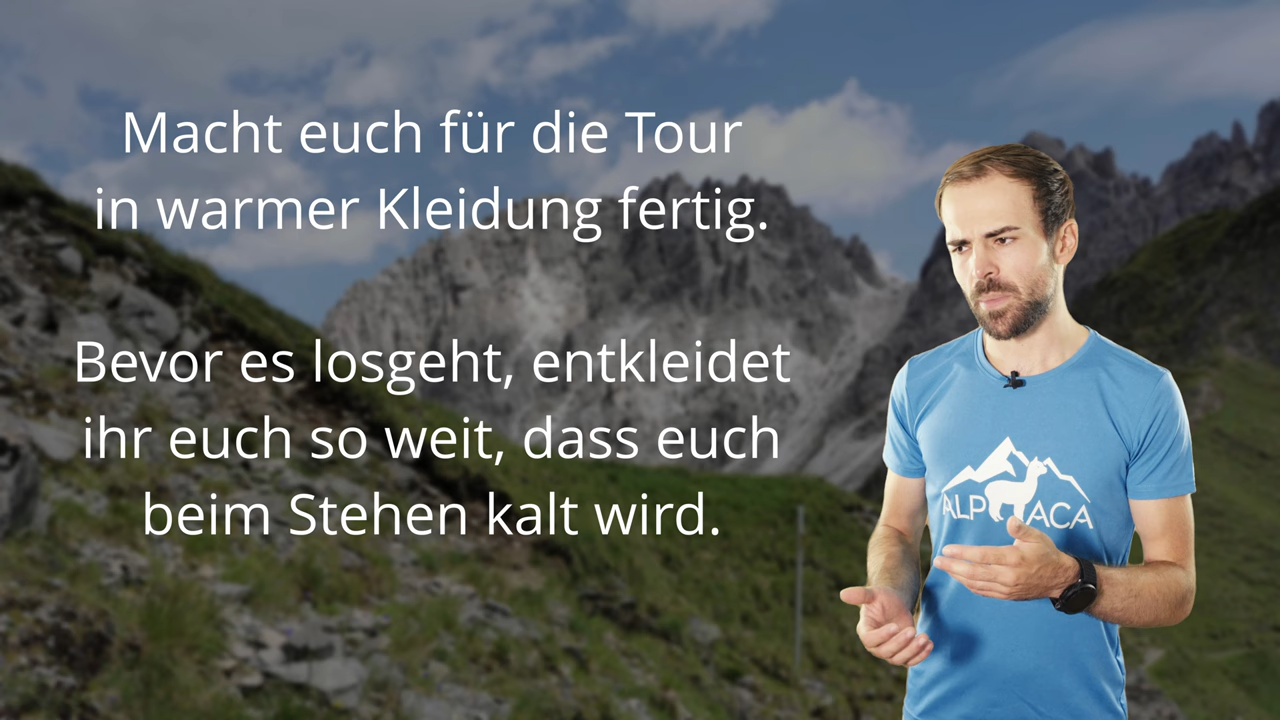 Macht euch für die Tour
in warmer Kleidung fertig.
Bevor es losgeht, entkleidet
ihr euch so weit, dass euch
beim Stehen kalt wird.
ALPACA